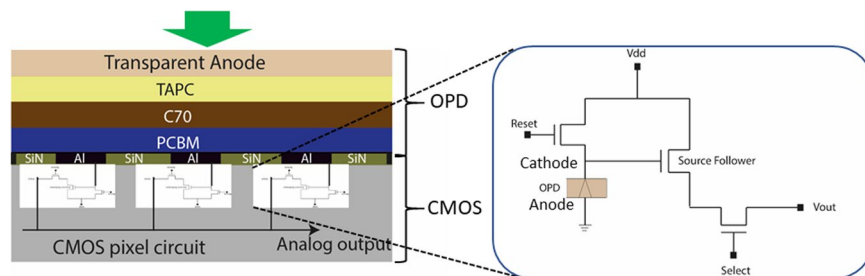 Transparent Anode
TAPC
C70
PCBM
SiN Al SiN Al SiN Al SiN
OPD
CMOS
CMOS pixel circuit
Analog output
Vdd
Reset
Cathode
Source Follower
OPD
Anode
Vout
Select